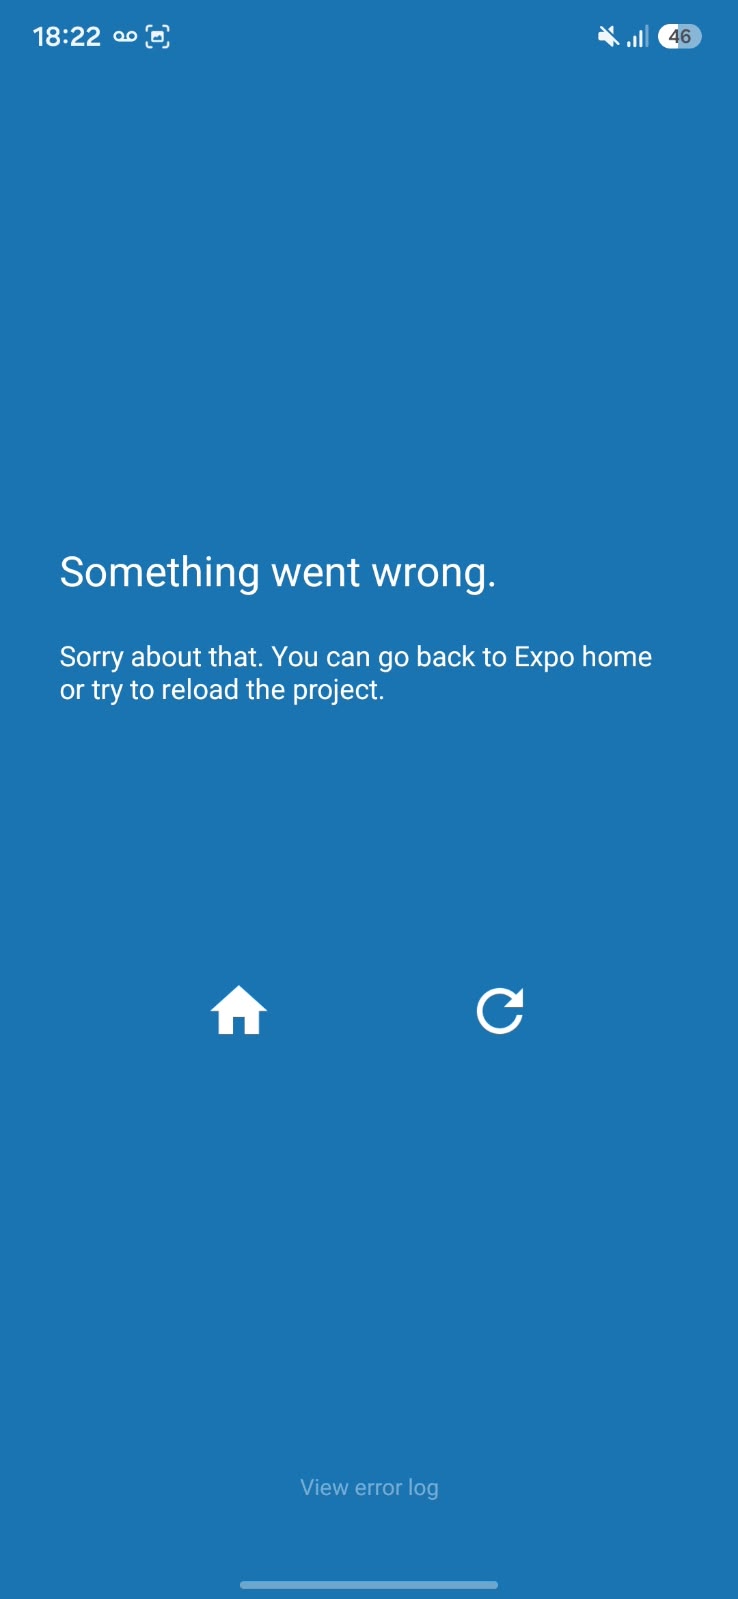 18:22
46
Something went wrong.
Sorry about that. You can go back to Expo home
or try to reload the project.
View error log